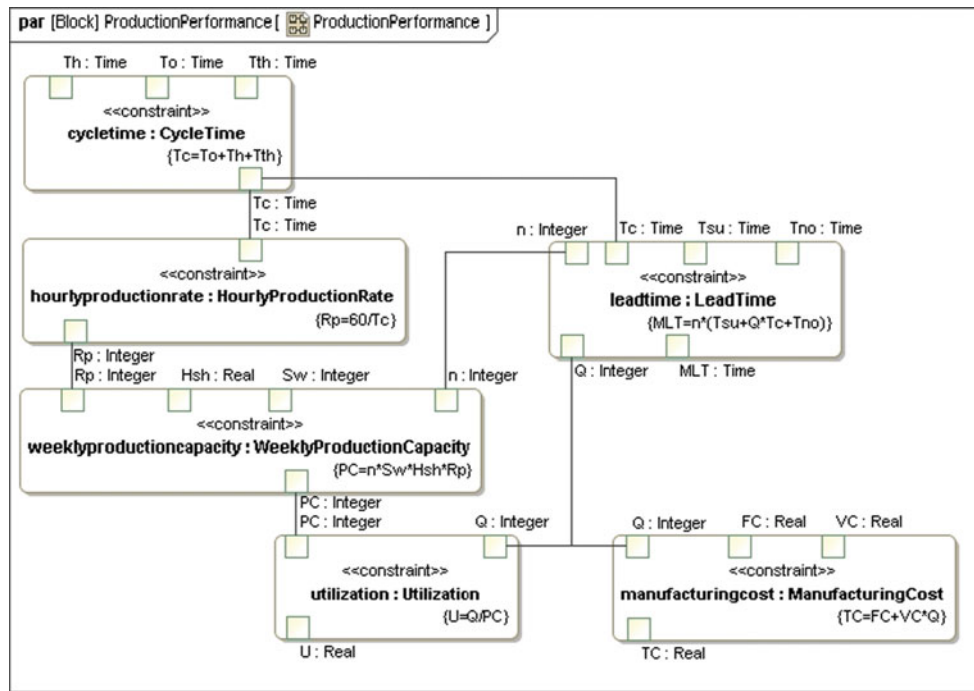 par [Block] ProductionPerformance [ ProductionPerformance ]
Th : Time To : Time Tth : Time
<<constraint>>
cycletime : CycleTime
{Tc=To+Th+Tth}
Tc : Time
Tc : Time
n : Integer Tc : Time Tsu : Time Tno : Time
<<constraint>>
hourlyproductionrate : HourlyProductionRate
{Rp=60/Tc}
<<constraint>>
leadtime : LeadTime
{MLT=n*(Tsu+Q*Tc+Tno)}
Rp : Integer
Rp : Integer Hsh : Real Sw : Integer n : Integer
Q : Integer MLT : Time
<<constraint>>
weeklyproductioncapacity : WeeklyProductionCapacity
{PC=n*Sw*Hsh*Rp}
PC : Integer
PC : Integer Q : Integer Q : Integer FC : Real VC : Real
<<constraint>>
utilization : Utilization
{U=Q/PC}
<<constraint>>
manufacturingcost : ManufacturingCost
{TC=FC+VC*Q}
U : Real TC : Real